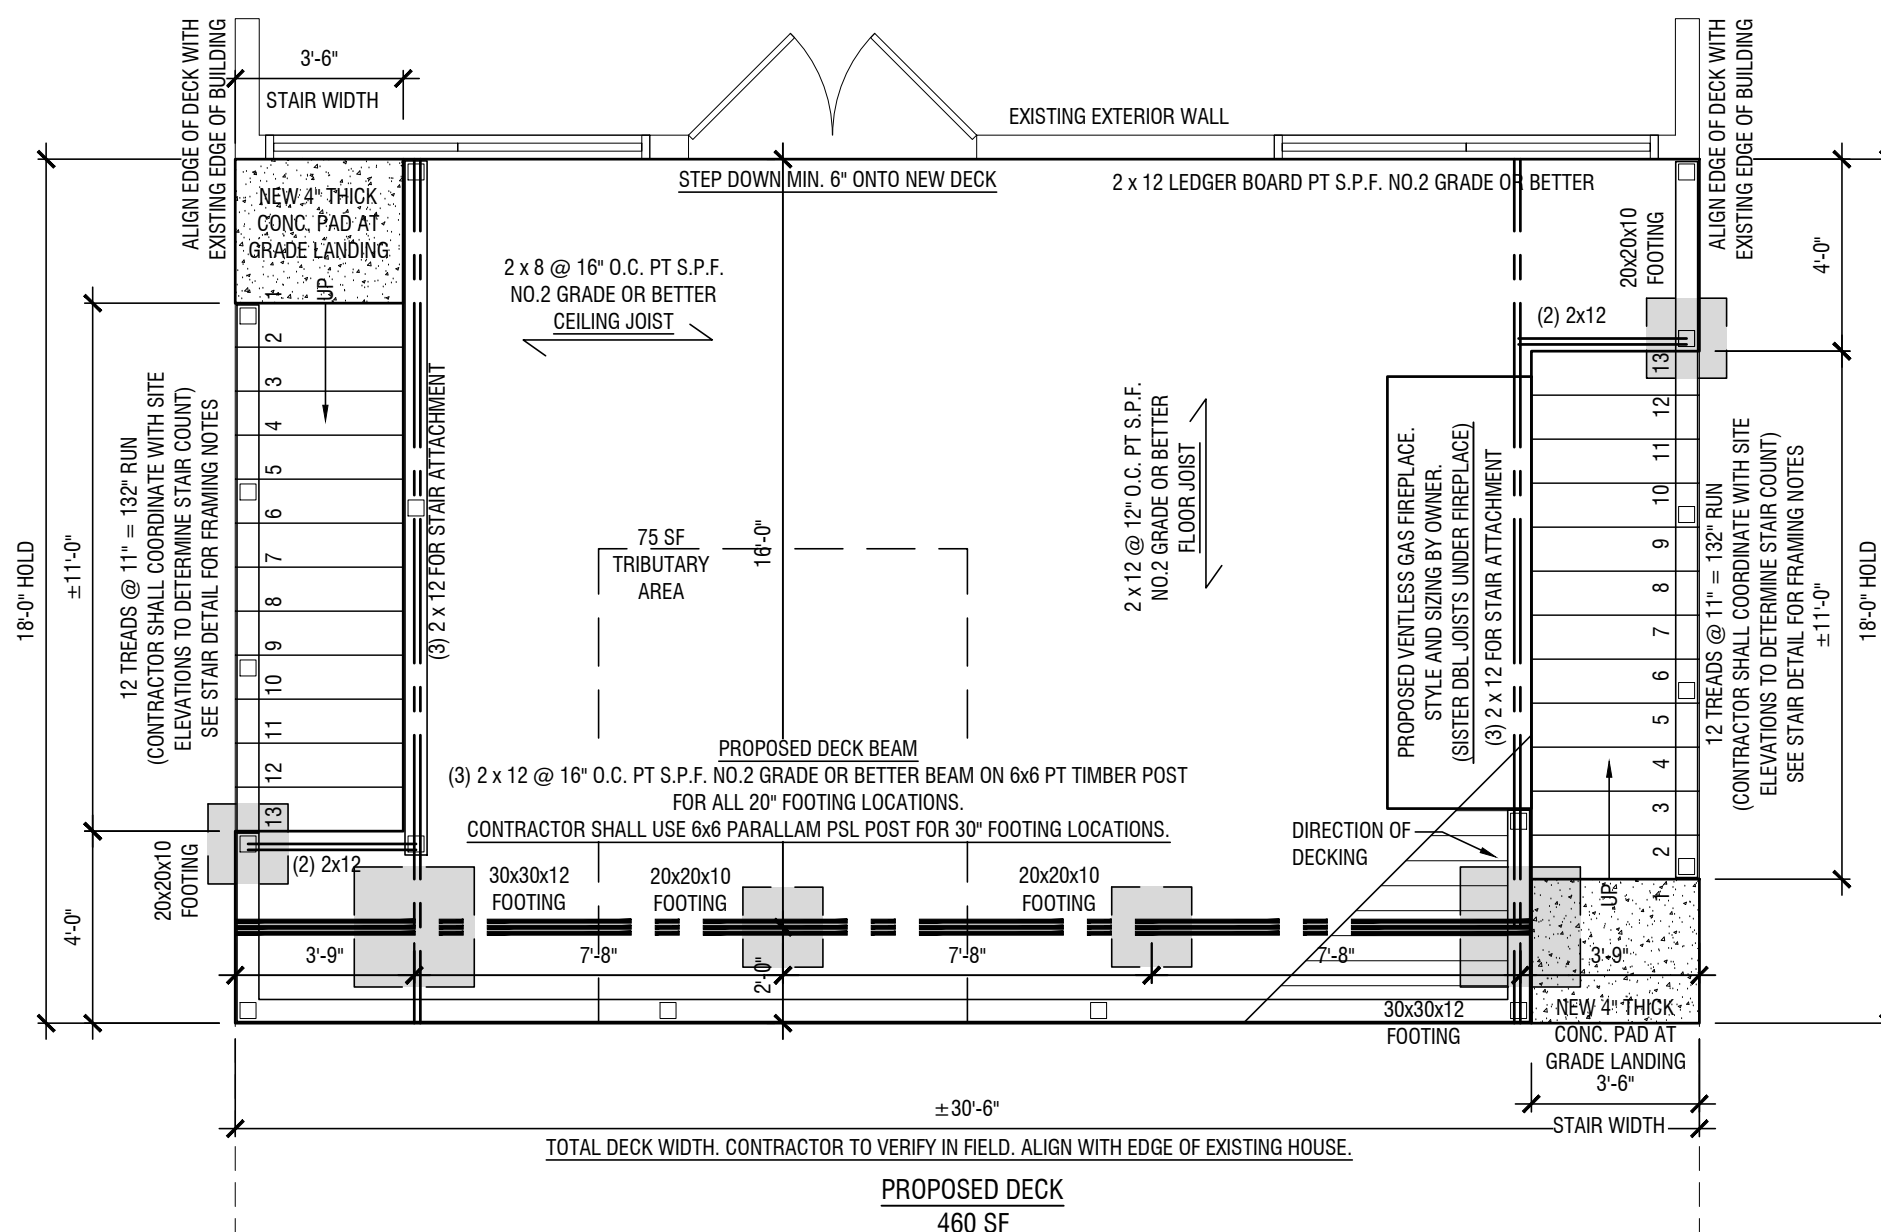 ALIGN EDGE OF DECK WITH
EXISTING EDGE OF BUILDING
3'-6"
STAIR WIDTH
EXISTING EXTERIOR WALL
ALIGN EDGE OF DECK WITH
EXISTING EDGE OF BUILDING
STEP DOWN MIN. 6" ONTO NEW DECK
2 x 12 LEDGER BOARD PT S.P.F. NO.2 GRADE OR BETTER
NEW 4" THICK
CONC. PAD AT
GRADE LANDING
UP
1
2
3
4
5
6
7
8
9
10
11
12
13
2 x 8 @ 16" O.C. PT S.P.F.
NO.2 GRADE OR BETTER
CEILING JOIST
20x20x10
FOOTING
4'-0"
(2) 2x12
18'-0" HOLD
±11'-0"
12 TREADS @ 11" = 132" RUN
(CONTRACTOR SHALL COORDINATE WITH SITE
ELEVATIONS TO DETERMINE STAIR COUNT)
SEE STAIR DETAIL FOR FRAMING NOTES
(3) 2 x 12 FOR STAIR ATTACHMENT
75 SF
TRIBUTARY
AREA
16'-0"
2 x 12 @ 12" O.C. PT S.P.F.
NO.2 GRADE OR BETTER
FLOOR JOIST
PROPOSED VENTLESS GAS FIREPLACE.
STYLE AND SIZING BY OWNER.
(SISTER DBL JOISTS UNDER FIREPLACE)
(3) 2 x 12 FOR STAIR ATTACHMENT
13
12
11
10
9
8
7
6
5
4
3
2
1
UP
12 TREADS @ 11" = 132" RUN
(CONTRACTOR SHALL COORDINATE WITH SITE
ELEVATIONS TO DETERMINE STAIR COUNT)
SEE STAIR DETAIL FOR FRAMING NOTES
±11'-0"
18'-0" HOLD
PROPOSED DECK BEAM
(3) 2 x 12 @ 16" O.C. PT S.P.F. NO.2 GRADE OR BETTER BEAM ON 6x6 PT TIMBER POST
FOR ALL 20" FOOTING LOCATIONS.
CONTRACTOR SHALL USE 6x6 PARALLAM PSL POST FOR 30" FOOTING LOCATIONS.
DIRECTION OF
DECKING
20x20x10
FOOTING
(2) 2x12
4'-0"
30x30x12
FOOTING
20x20x10
FOOTING
20x20x10
FOOTING
3'-9"
7'-8"
2'-0"
7'-8"
7'-8"
3'-9"
30x30x12
FOOTING
NEW 4" THICK
CONC. PAD AT
GRADE LANDING
3'-6"
STAIR WIDTH
±30'-6"
TOTAL DECK WIDTH. CONTRACTOR TO VERIFY IN FIELD. ALIGN WITH EDGE OF EXISTING HOUSE.
PROPOSED DECK
460 SF